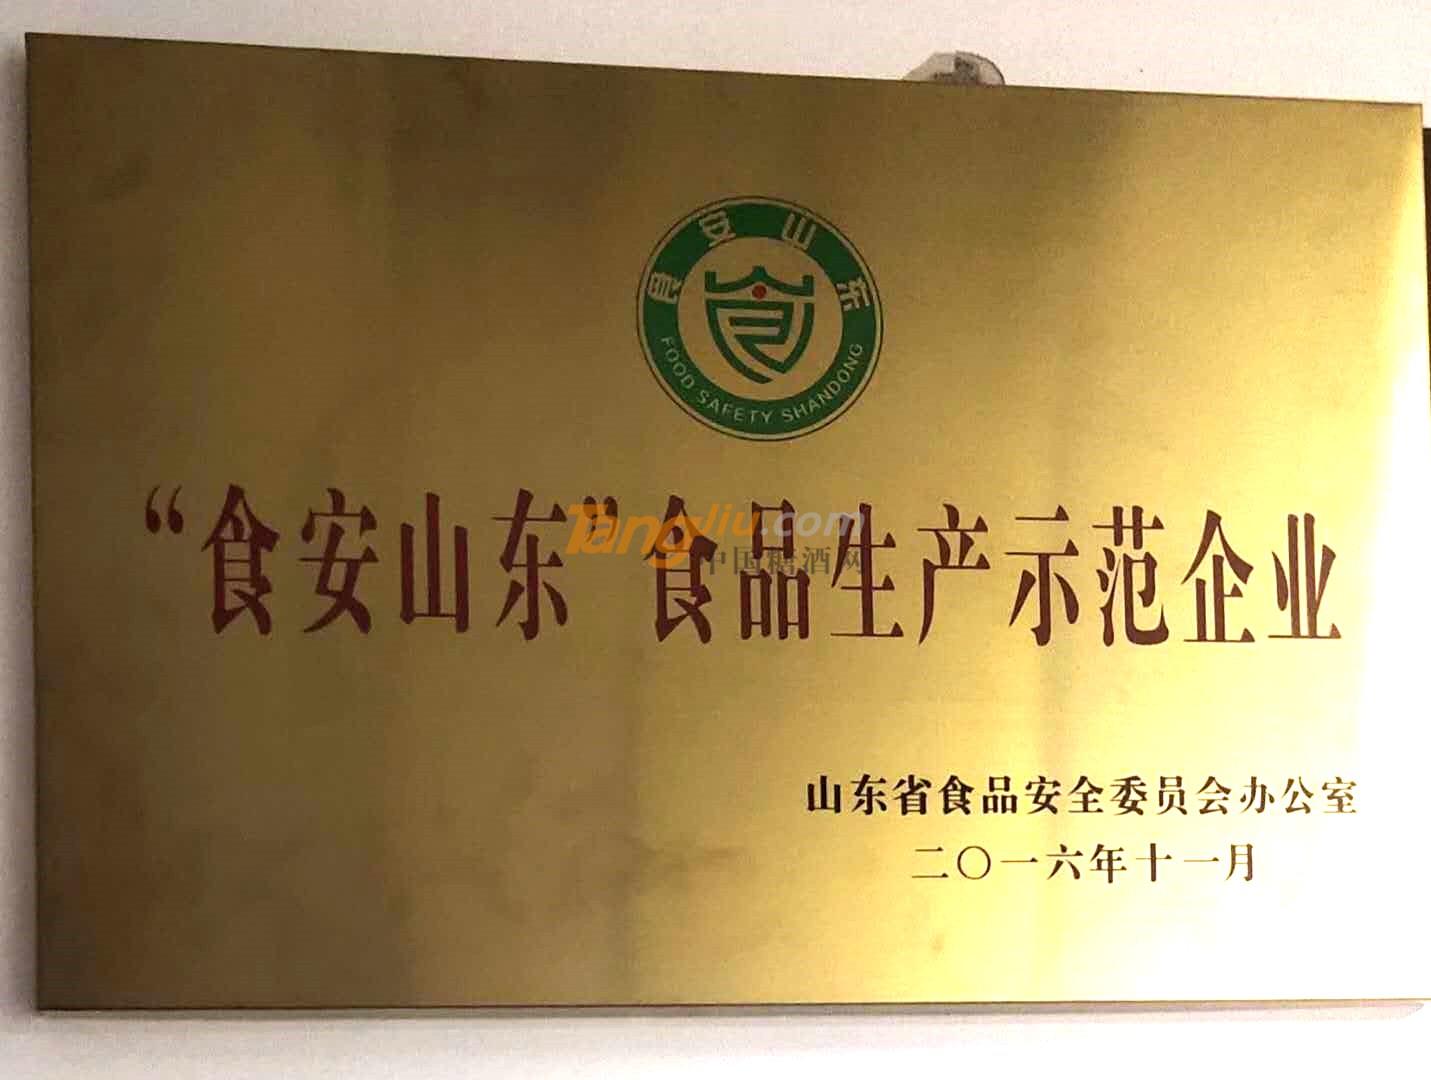 食安山东
FOOD SAFETY SHANDONG
“食安山东”食品生产示范企业
Tangjiu.com
中国糖酒网
山东省食品安全委员会办公室
二〇一六年十一月